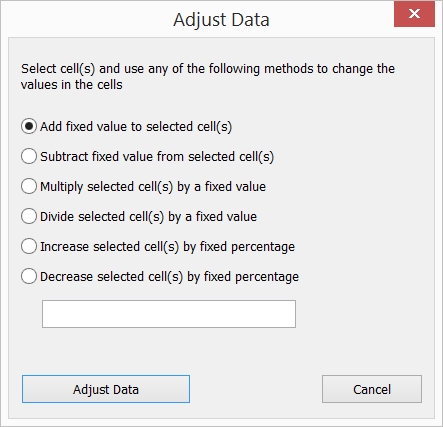 Adjust Data
Select cell(s) and use any of the following methods to change the
values in the cells
Add fixed value to selected cell(s)
Subtract fixed value from selected cell(s)
Multiply selected cell(s) by a fixed value
Divide selected cell(s) by a fixed value
Increase selected cell(s) by fixed percentage
Decrease selected cell(s) by fixed percentage
Adjust Data
Cancel